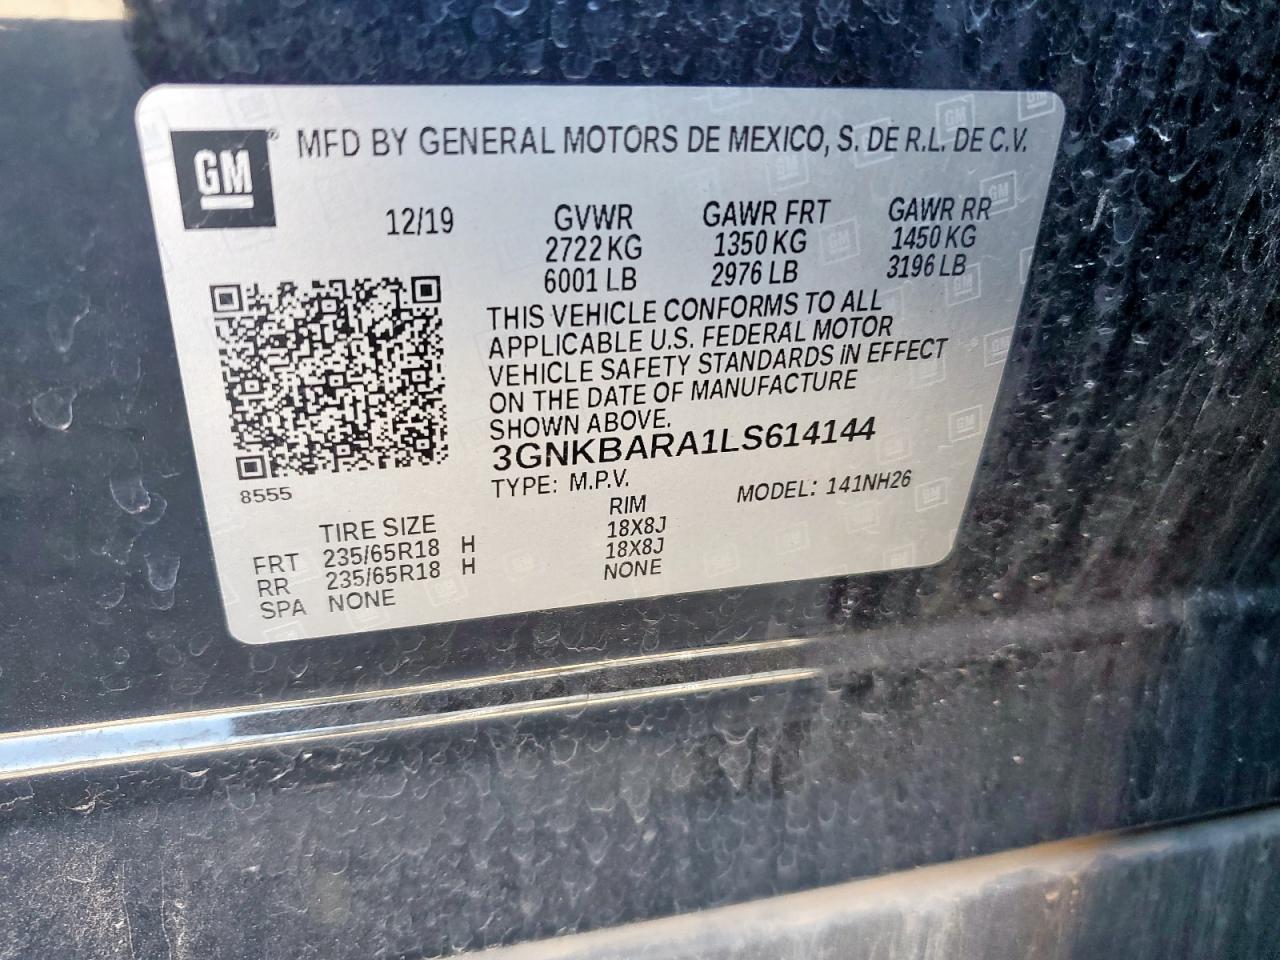 GM® MFD BY GENERAL MOTORS DE MEXICO, S. DE R.L. DE C.V.
12/19 GVWR GAWR FRT GAWR RR
2722 KG 1350 KG 1450 KG
6001 LB 2976 LB 3196 LB
THIS VEHICLE CONFORMS TO ALL
APPLICABLE U.S. FEDERAL MOTOR
VEHICLE SAFETY STANDARDS IN EFFECT
ON THE DATE OF MANUFACTURE
SHOWN ABOVE.
3GNKBARA1LS614144
8555 TYPE: M.P.V. MODEL: 141NH26
TIRE SIZE RIM
FRT 235/65R18 H 18X8J
RR 235/65R18 H 18X8J
SPA NONE NONE